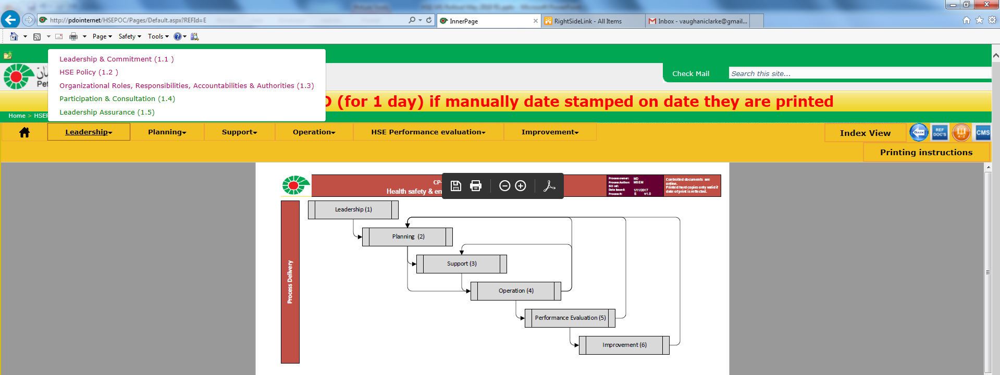 http://pdointernet/HSEPOC/Pages/Default.aspx?REFId=E
InnerPage
RightSideLink - All Items
Inbox - vaughaniclarke@gmail...
Page
Safety
Tools
Leadership & Commitment (1.1 )
HSE Policy (1.2 )
Organizational Roles, Responsibilities, Accountabilities & Authorities (1.3)
Participation & Consultation (1.4)
Leadership Assurance (1.5)
Pet
Check Mail
Search this site...
(for 1 day) if manually date stamped on date they are printed
Home > HSEP
Leadership
Planning
Support
Operation
HSE Performance evaluation
Improvement
Index View
BACK
REF DOC'S
A-Z
CMS
Printing instructions
CP-
Health safety & en
Process owner: MD
Process Author: MSEM
ISO ref:
Date Issued: 1/11/2017
Process #: E V1.0
Controlled documents are
online.
Printed hard copies only valid if
date of print is reflected.
Process Delivery
Leadership (1)
Planning (2)
Support (3)
Operation (4)
Performance Evaluation (5)
Improvement (6)